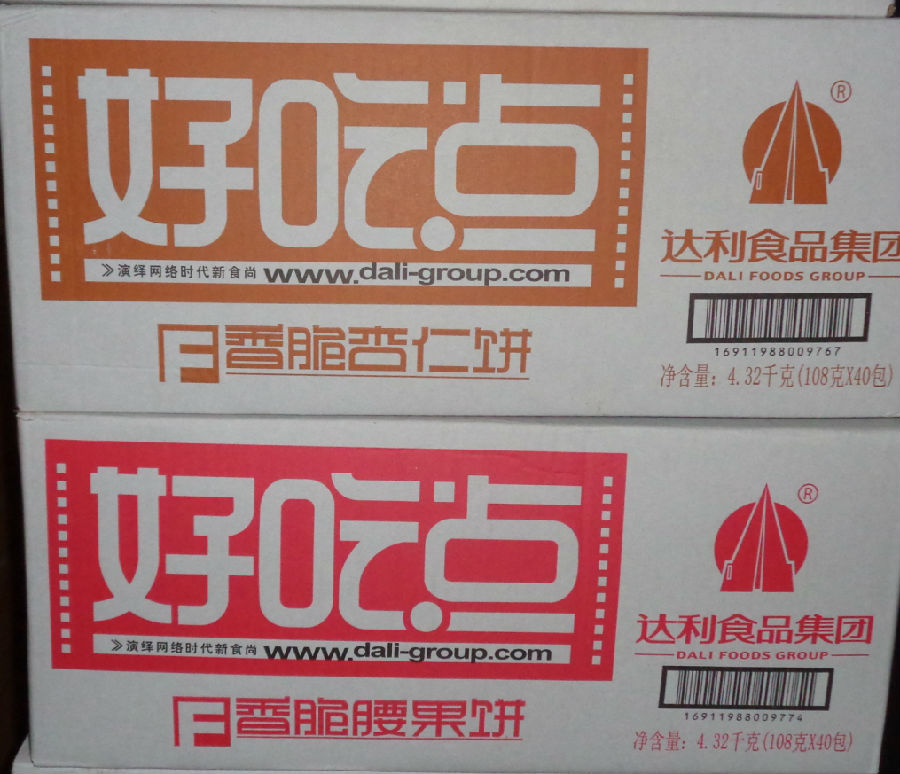 好吃点
®
演绎网络时代新食尚 www.dali-group.com
达利食品集团
DALI FOODS GROUP
16911988009767
香脆杏仁饼
净含量：4.32千克(108克X40包)
好吃点
®
演绎网络时代新食尚 www.dali-group.com
达利食品集团
DALI FOODS GROUP
16911988009774
香脆腰果饼
净含量：4.32千克(108克X40包)